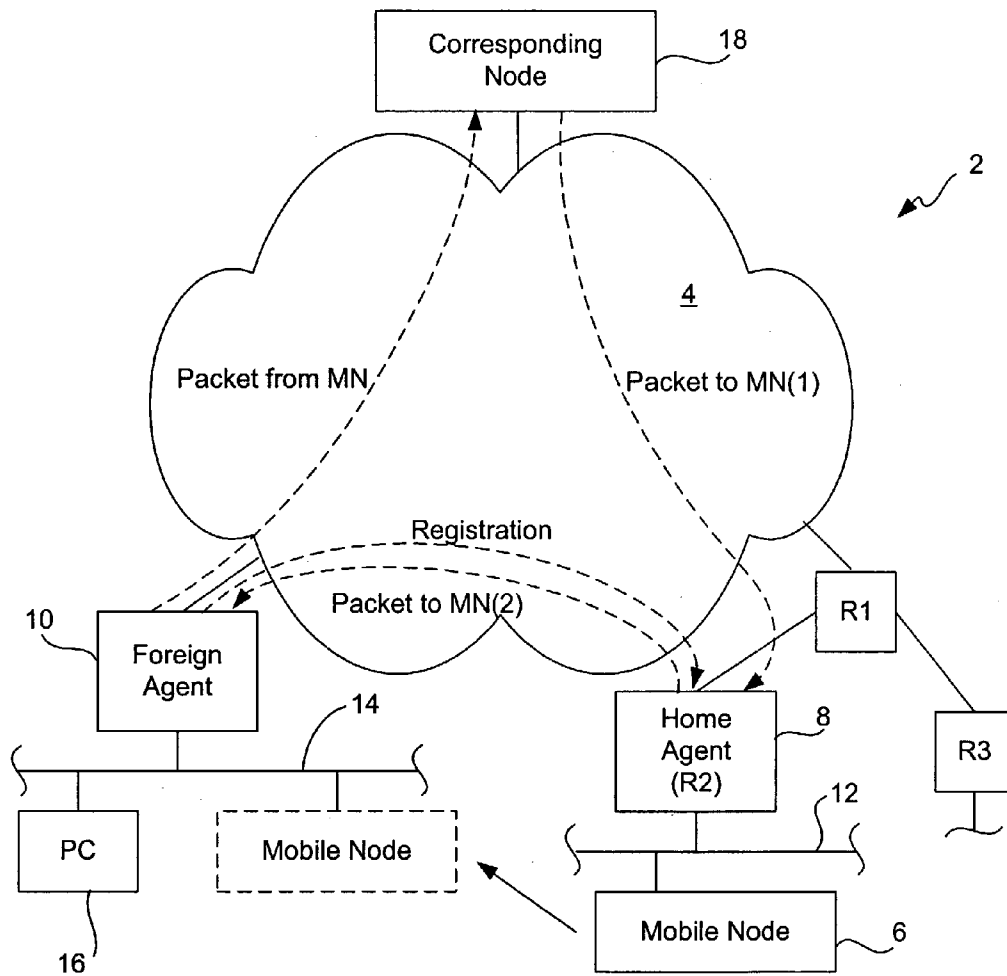 Corresponding
Node
18
2
4
Packet from MN
Packet to MN(1)
Registration
Packet to MN(2)
R1
10
Foreign
Agent
14
Home
Agent
(R2)
8
R3
12
PC
Mobile Node
Mobile Node
6
16